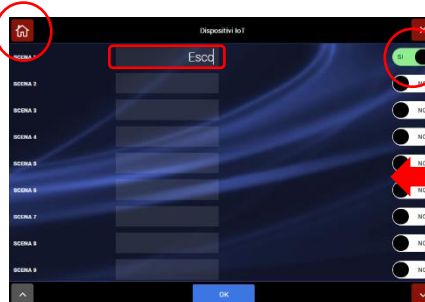 Dispositivi IoT
SCENA 1 Esco SI
SCENA 2 NO
SCENA 3 NO
SCENA 4 NO
SCENA 5 NO
SCENA 6 NO
SCENA 7 NO
SCENA 8 NO
SCENA 9 NO
OK